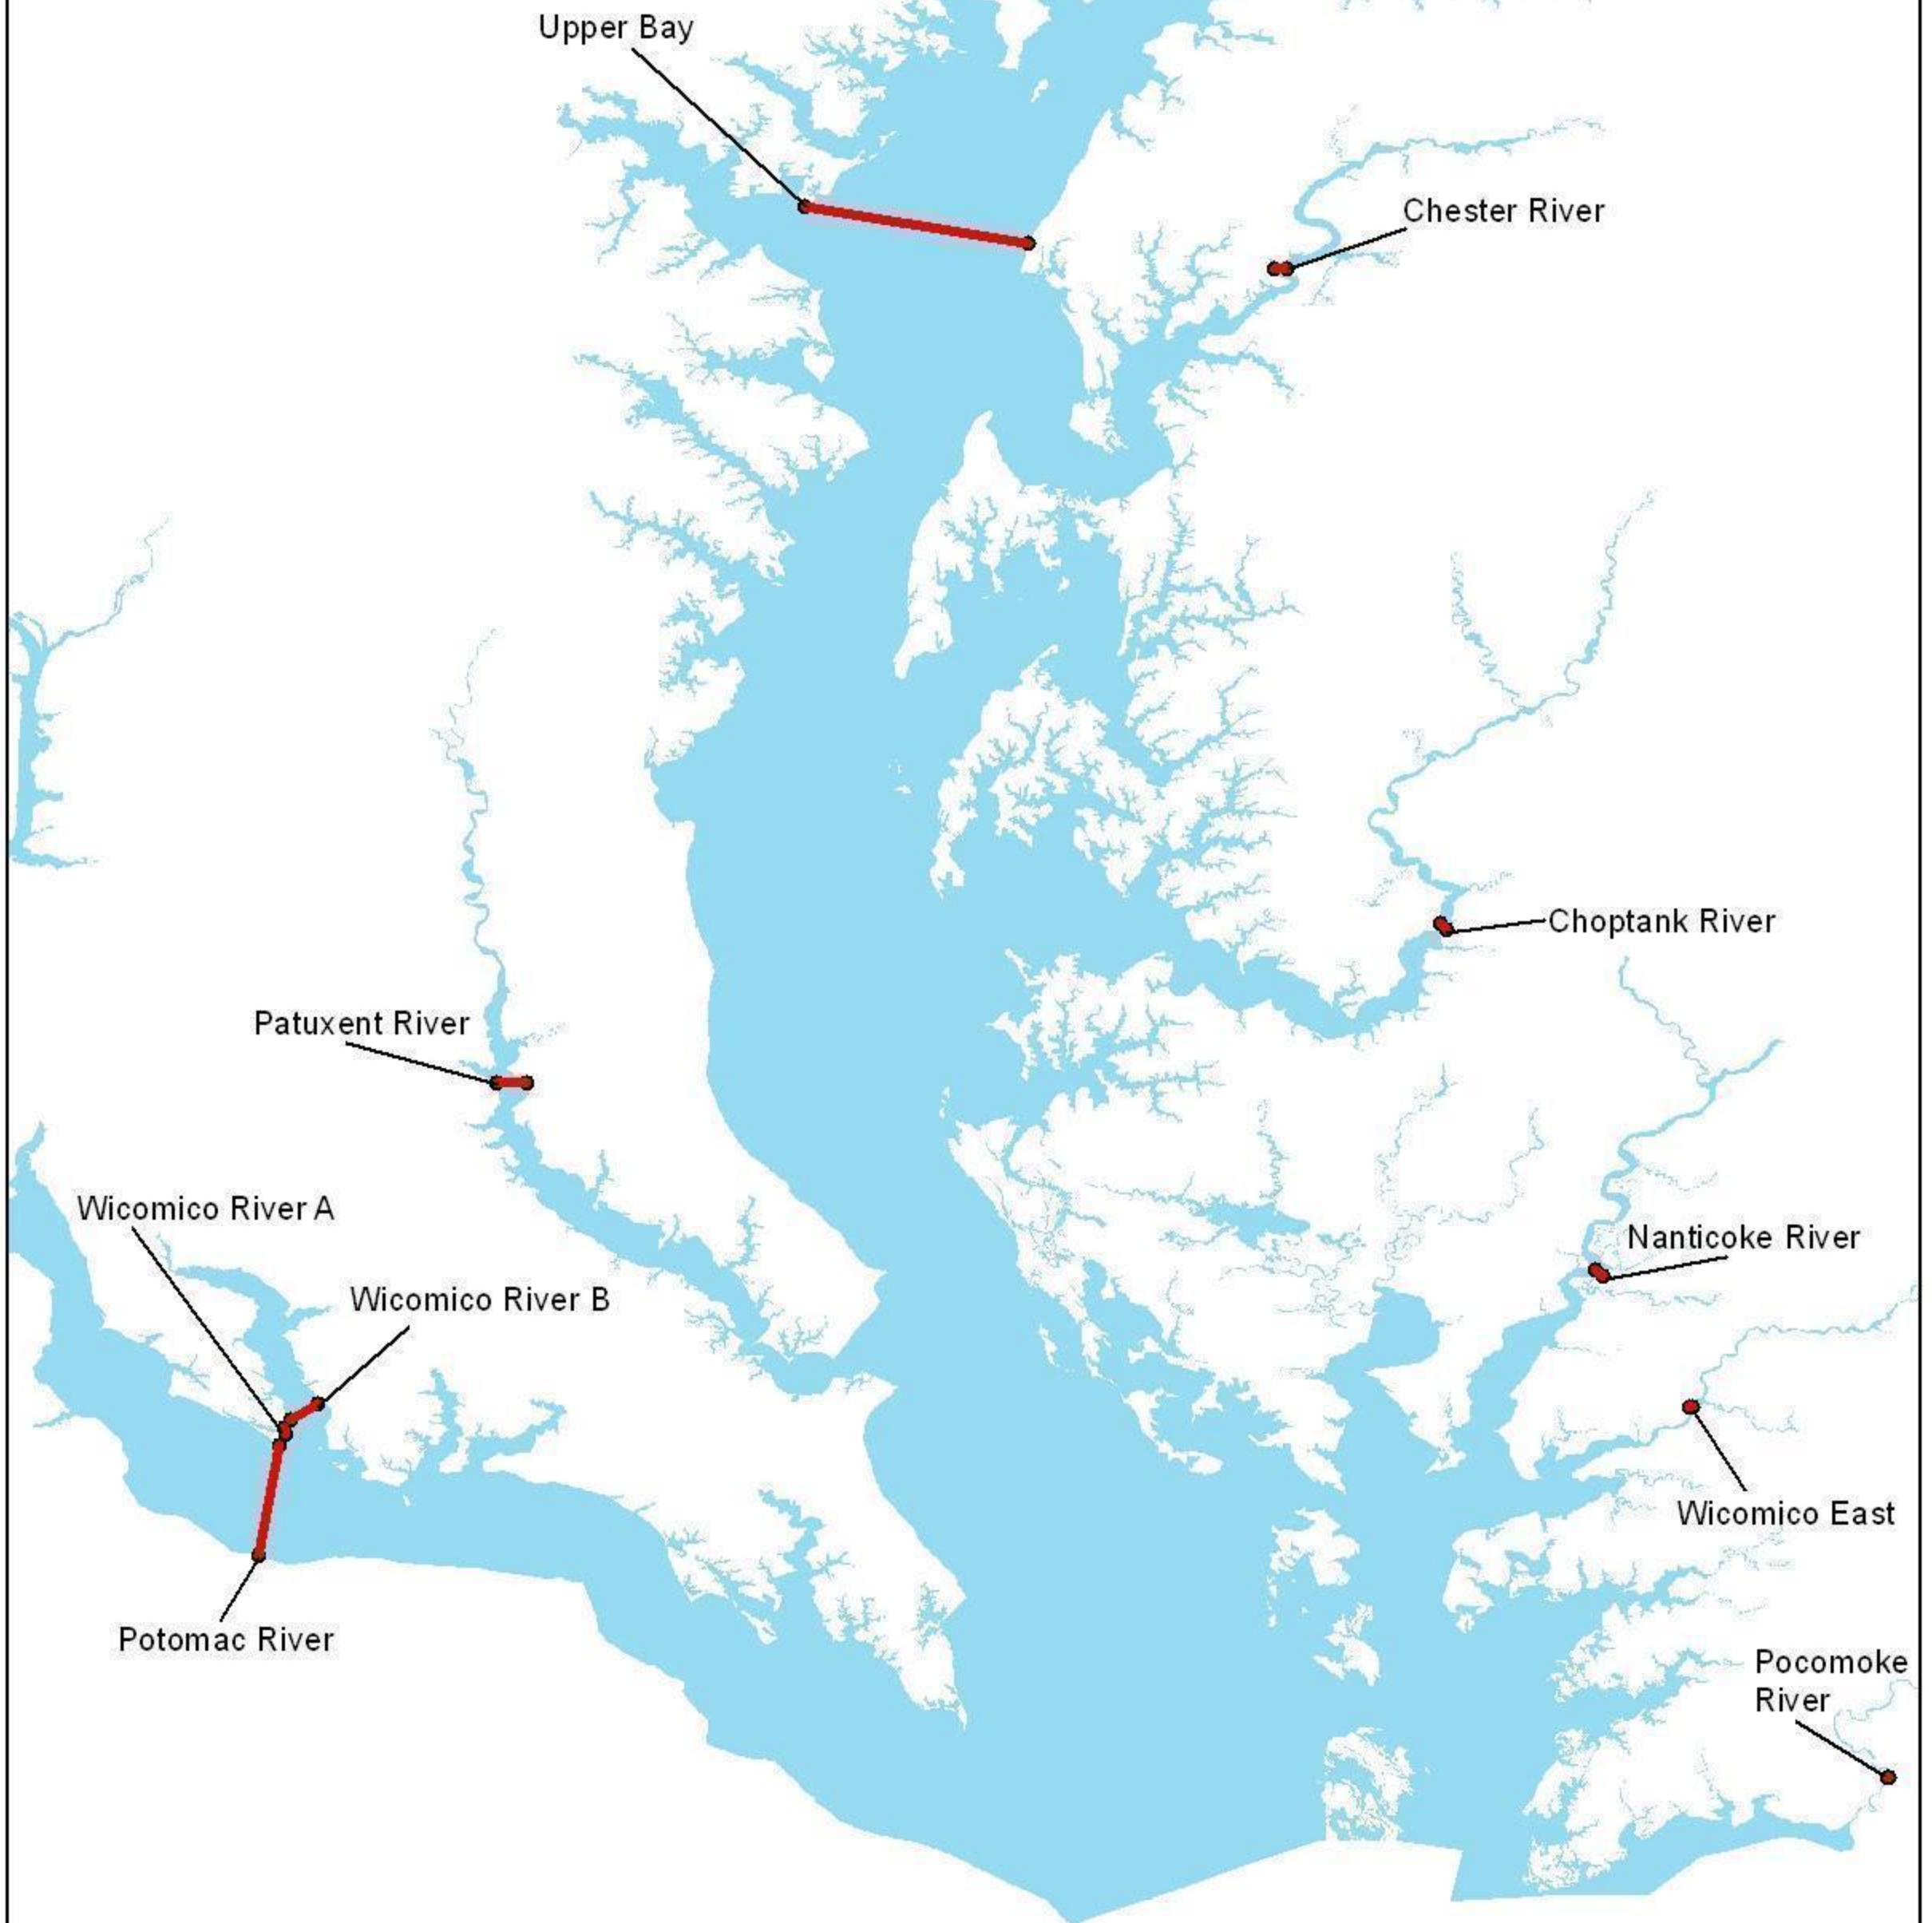 Upper Bay
Chester River
Choptank River
Patuxent River
Wicomico River A
Nanticoke River
Wicomico River B
Wicomico East
Potomac River
Pocomoke
River